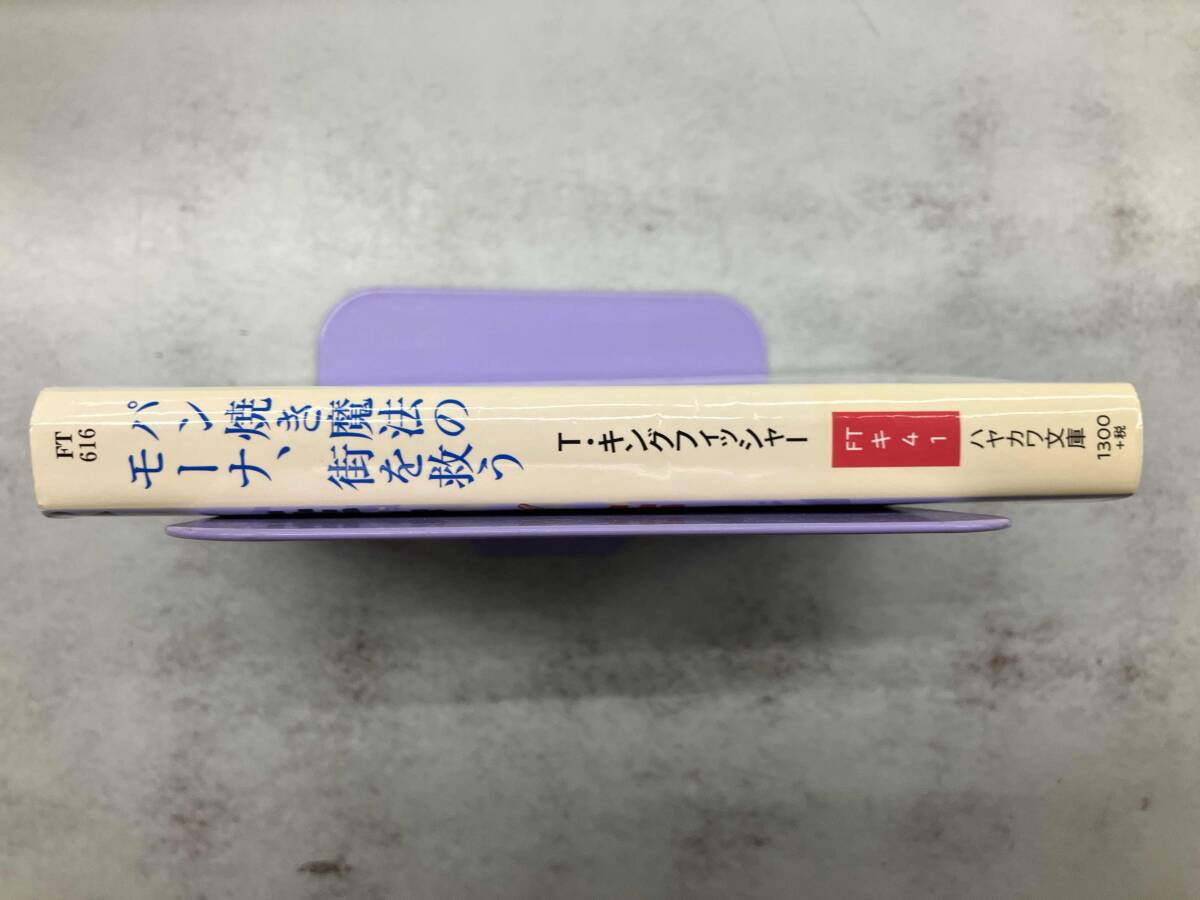 FT
616
パン焼き魔法の
モーナ、街を救う
T・キングフィッシャー
FT
キ
4
1
ハヤカワ文庫
1300
+税